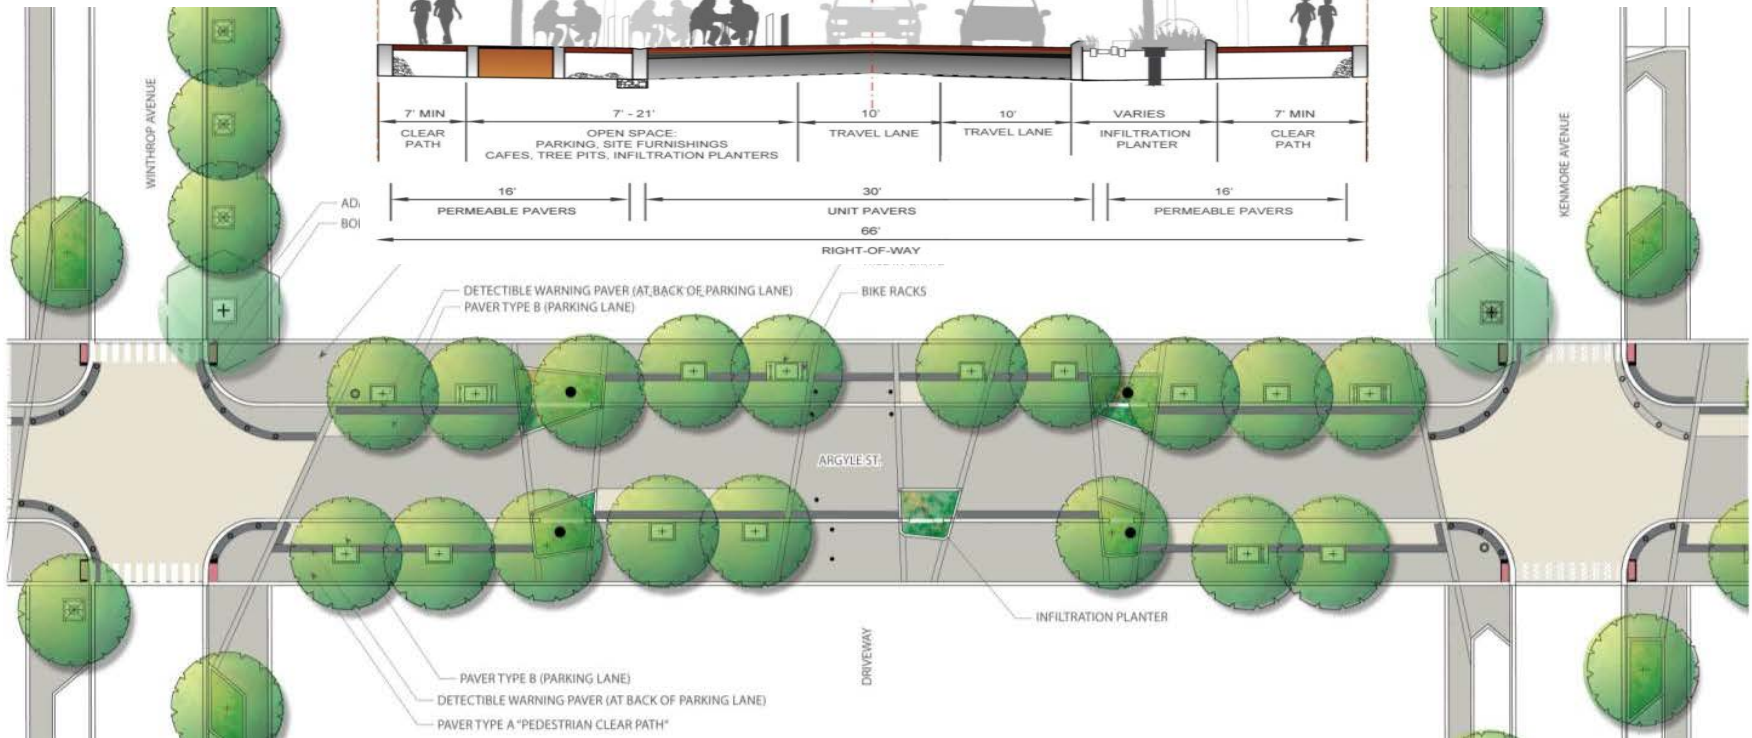 7' MIN
CLEAR
PATH
7' - 21'
OPEN SPACE:
PARKING, SITE FURNISHINGS
CAFES, TREE PITS, INFILTRATION PLANTERS
10'
TRAVEL LANE
10'
TRAVEL LANE
VARIES
INFILTRATION
PLANTER
7' MIN
CLEAR
PATH
16'
PERMEABLE PAVERS
30'
UNIT PAVERS
16'
PERMEABLE PAVERS
66'
RIGHT-OF-WAY
WINTHROP AVENUE
KENMORE AVENUE
DETECTIBLE WARNING PAVER (AT BACK OF PARKING LANE)
PAVER TYPE B (PARKING LANE)
BIKE RACKS
ARGYLE ST.
INFILTRATION PLANTER
DRIVEWAY
PAVER TYPE B (PARKING LANE)
DETECTIBLE WARNING PAVER (AT BACK OF PARKING LANE)
PAVER TYPE A "PEDESTRIAN CLEAR PATH"